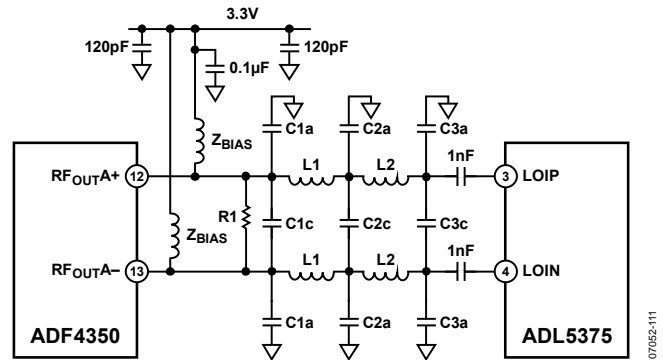 3.3V
120pF
120pF
0.1µF
ZBIAS
C1a
C2a
C3a
1nF
L1
L2
RFOUTA+
12
3
LOIP
R1
C1c
C2c
C3c
ZBIAS
1nF
L1
L2
RFOUTA–
13
4
LOIN
C1a
C2a
C3a
ADF4350
ADL5375
07052-111